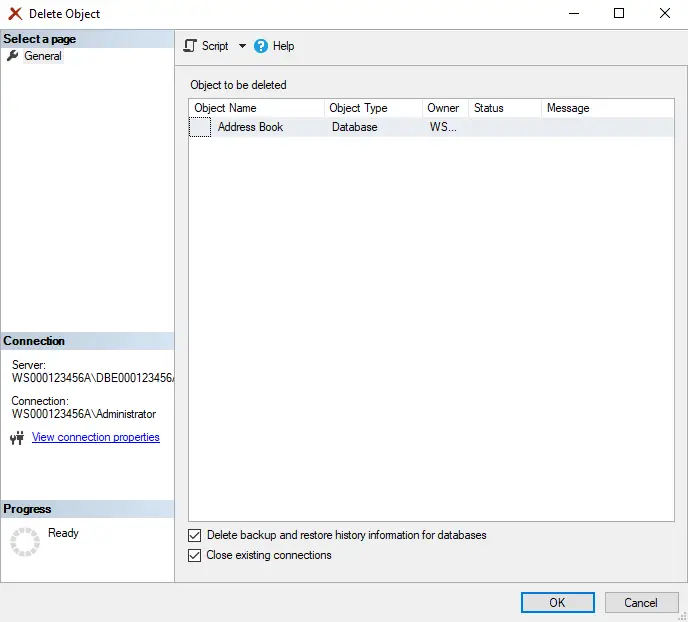 Delete Object
Select a page
General
Script Help
Object to be deleted
Object Name Object Type Owner Status Message
Address Book Database WS...
Connection
Server:
WS000123456A\DBE000123456A
Connection:
WS000123456A\Administrator
View connection properties
Progress
Ready
Delete backup and restore history information for databases
Close existing connections
OK Cancel